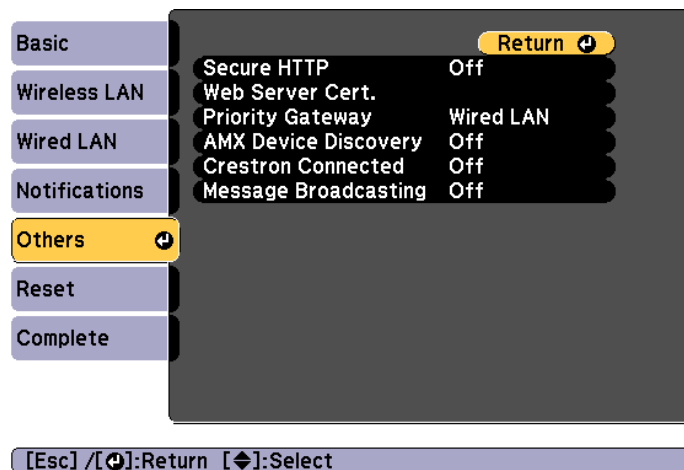 Basic
Wireless LAN
Wired LAN
Notifications
Others
Reset
Complete
Return
Secure HTTP Off
Web Server Cert.
Priority Gateway Wired LAN
AMX Device Discovery Off
Crestron Connected Off
Message Broadcasting Off
[Esc] /[⏎]:Return [◆]:Select